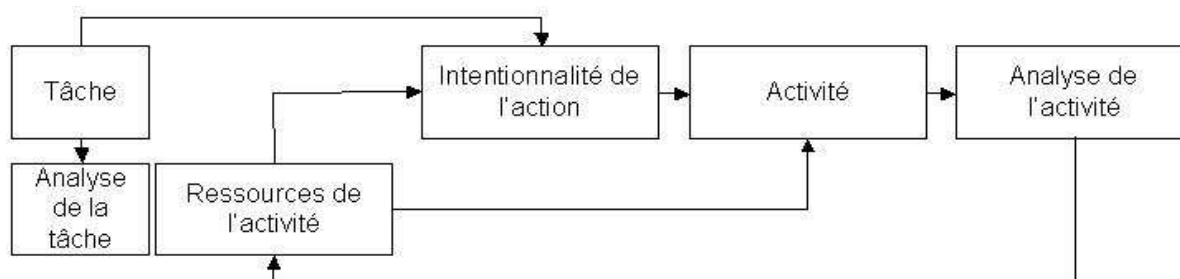 Tâche
Intentionnalité de
l'action
Activité
Analyse de
l'activité
Analyse
de la
tâche
Ressources de
l'activité